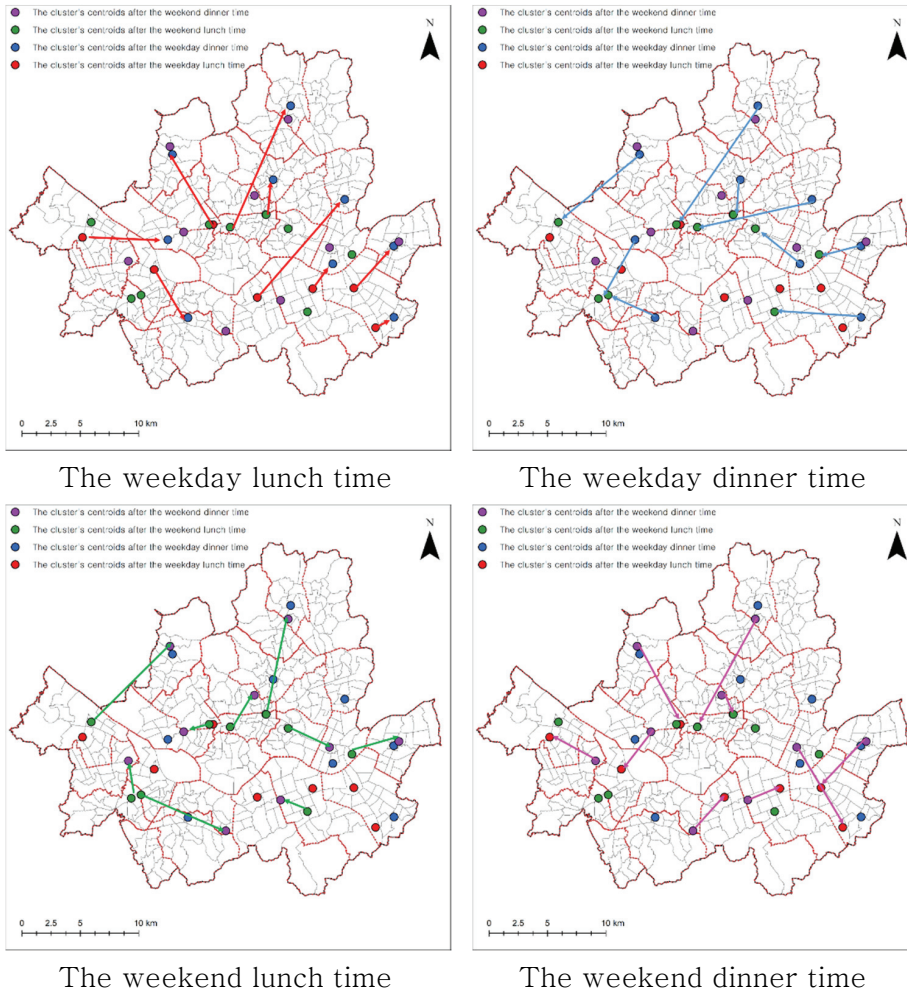 The cluster's centroids after the weekend dinner time
The cluster's centroids after the weekend lunch time
The cluster's centroids after the weekday dinner time
The cluster's centroids after the weekday lunch time
N
0 2.5 5 10 km
The weekday lunch time
The cluster's centroids after the weekend dinner time
The cluster's centroids after the weekend lunch time
The cluster's centroids after the weekday dinner time
The cluster's centroids after the weekday lunch time
N
0 2.5 5 10 km
The weekday dinner time
The cluster's centroids after the weekend dinner time
The cluster's centroids after the weekend lunch time
The cluster's centroids after the weekday dinner time
The cluster's centroids after the weekday lunch time
N
0 2.5 5 10 km
The weekend lunch time
The cluster's centroids after the weekend dinner time
The cluster's centroids after the weekend lunch time
The cluster's centroids after the weekday dinner time
The cluster's centroids after the weekday lunch time
N
0 2.5 5 10 km
The weekend dinner time